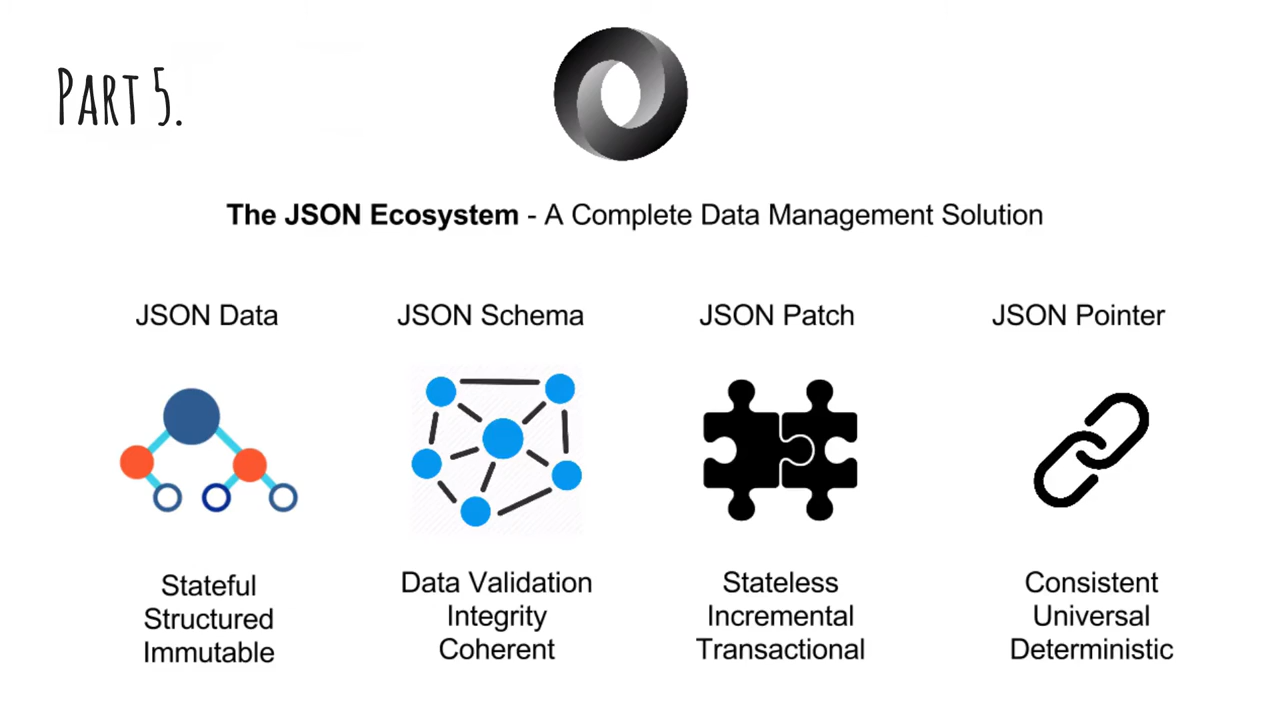 PART 5.
The JSON Ecosystem - A Complete Data Management Solution
JSON Data
JSON Schema
JSON Patch
JSON Pointer
Stateful
Structured
Immutable
Data Validation
Integrity
Coherent
Stateless
Incremental
Transactional
Consistent
Universal
Deterministic